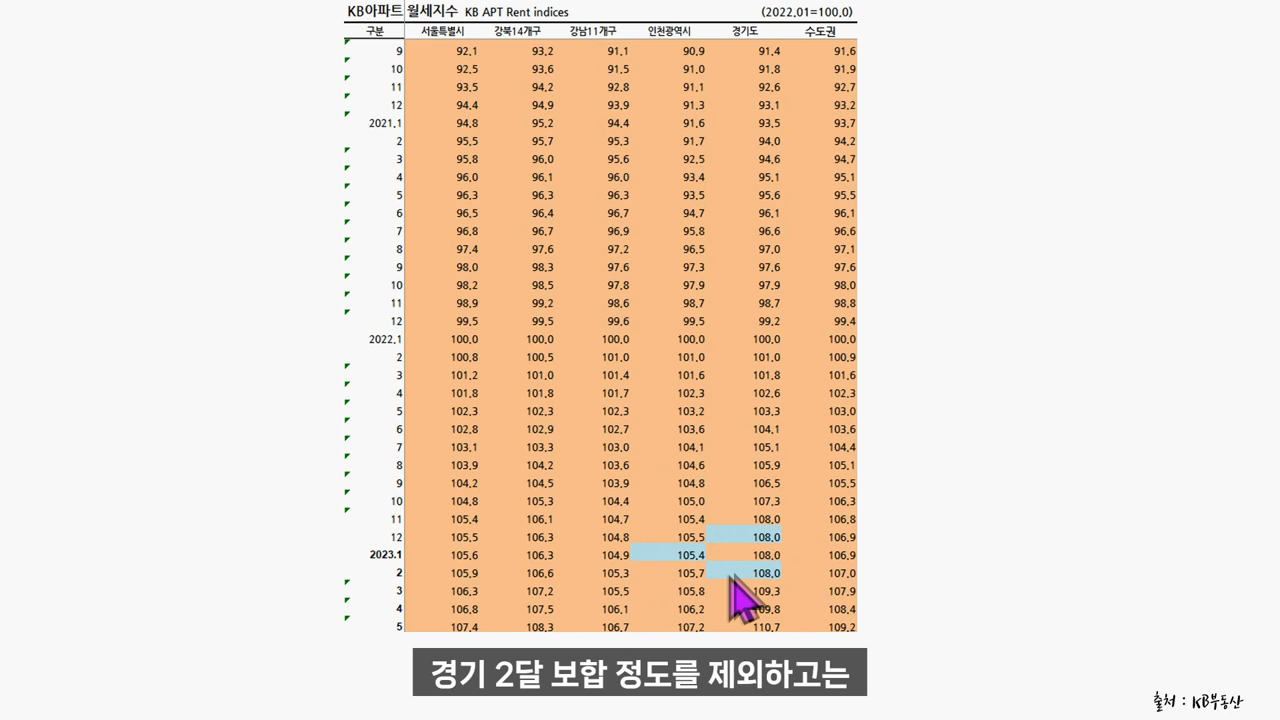 KB아파트 월세지수 KB APT Rent indices (2022.01=100.0)
구분 서울특별시 강북14개구 강남11개구 인천광역시 경기도 수도권
9 92.1 93.2 91.1 90.9 91.4 91.6
10 92.5 93.6 91.5 91.0 91.8 91.9
11 93.5 94.2 92.8 91.1 92.6 92.7
12 94.4 94.9 93.9 91.3 93.1 93.2
2021.1 94.8 95.2 94.4 91.6 93.5 93.7
2 95.5 95.7 95.3 91.7 94.0 94.2
3 95.8 96.0 95.6 92.5 94.6 94.7
4 96.0 96.1 96.0 93.4 95.1 95.1
5 96.3 96.3 96.3 93.5 95.6 95.5
6 96.5 96.4 96.7 94.7 96.1 96.1
7 96.8 96.7 96.9 95.8 96.6 96.6
8 97.4 97.6 97.2 96.5 97.0 97.1
9 98.0 98.3 97.6 97.3 97.6 97.6
10 98.2 98.5 97.8 97.9 97.9 98.0
11 98.9 99.2 98.6 98.7 98.7 98.8
12 99.5 99.5 99.6 99.5 99.2 99.4
2022.1 100.0 100.0 100.0 100.0 100.0 100.0
2 100.8 100.5 101.0 101.0 101.0 100.9
3 101.2 101.0 101.4 101.6 101.8 101.6
4 101.8 101.8 101.7 102.3 102.6 102.3
5 102.3 102.3 102.3 103.2 103.3 103.0
6 102.8 102.9 102.7 103.6 104.1 103.6
7 103.1 103.3 103.0 104.1 105.1 104.4
8 103.9 104.2 103.6 104.6 105.9 105.1
9 104.2 104.5 103.9 104.8 106.5 105.5
10 104.8 105.3 104.4 105.0 107.3 106.3
11 105.4 106.1 104.7 105.4 108.0 106.8
12 105.5 106.3 104.8 105.5 108.0 106.9
2023.1 105.6 106.3 104.9 105.4 108.0 106.9
2 105.9 106.6 105.3 105.7 108.0 107.0
3 106.3 107.2 105.5 105.8 109.3 107.9
4 106.8 107.5 106.1 106.2 109.8 108.4
5 107.4 108.3 106.7 107.2 110.7 109.2
경기 2달 보합 정도를 제외하고는
출처 : KB부동산